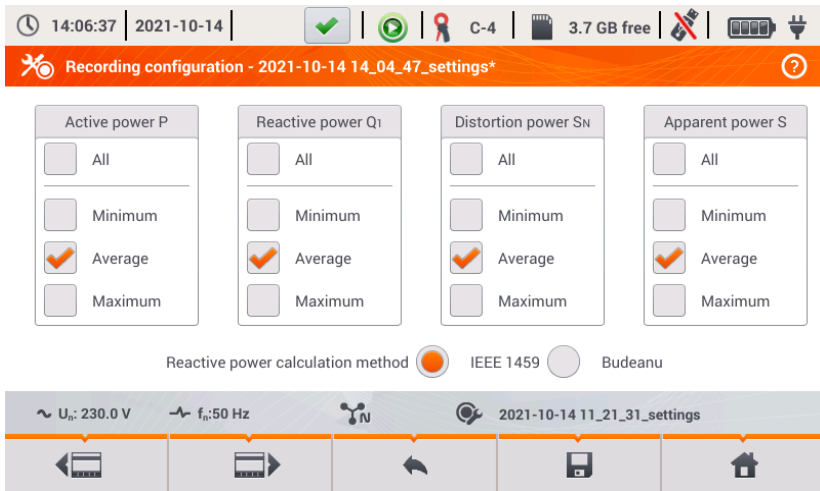 14:06:37 2021-10-14 C-4 3.7 GB free
Recording configuration - 2021-10-14 14_04_47_settings* ?
Active power P Reactive power Q1 Distortion power SN Apparent power S
All All All All
Minimum Minimum Minimum Minimum
Average Average Average Average
Maximum Maximum Maximum Maximum
Reactive power calculation method IEEE 1459 Budeanu
Un: 230.0 V fn:50 Hz N 2021-10-14 11_21_31_settings